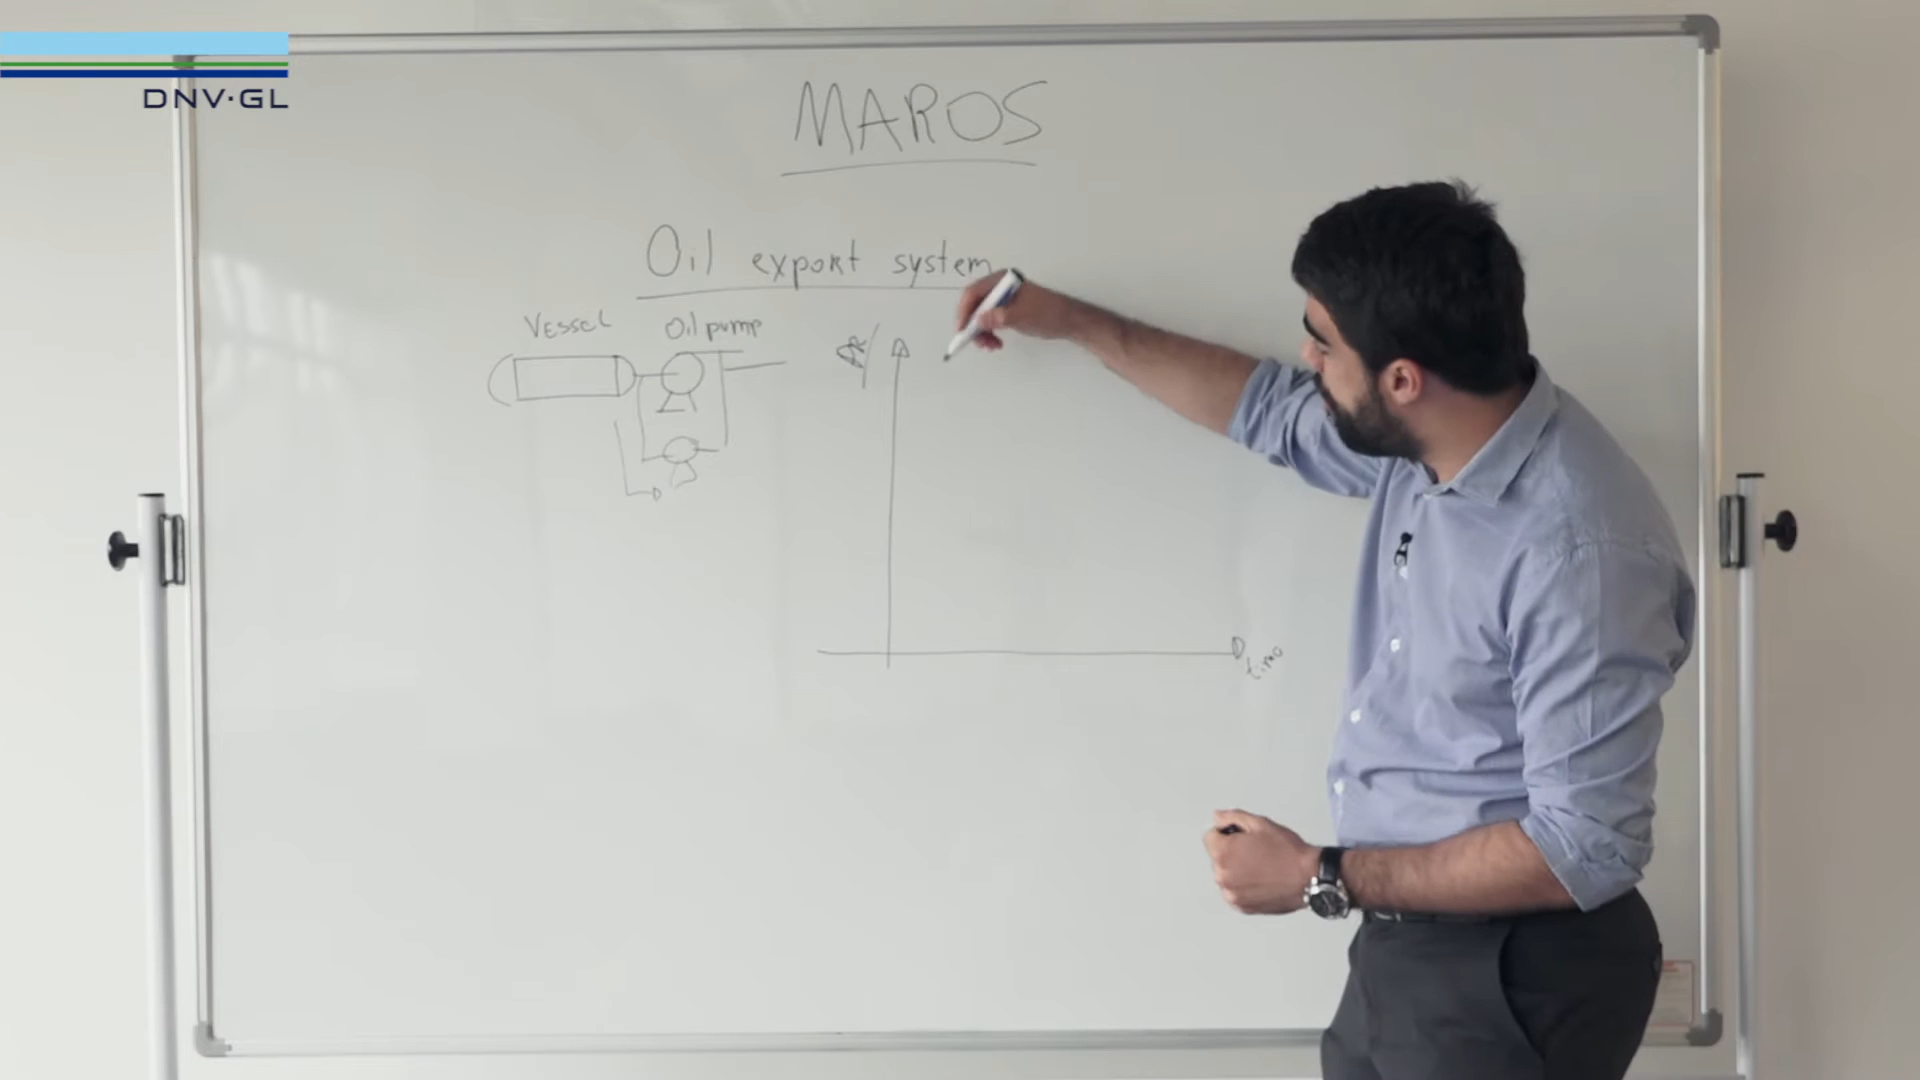 DNV·GL
MAROS
Oil export system
Vessel
Oil pump
time